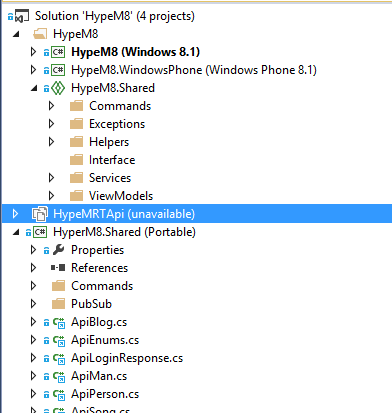 Solution 'HypeM8' (4 projects)
HypeM8
C# HypeM8 (Windows 8.1)
C# HypeM8.WindowsPhone (Windows Phone 8.1)
HypeM8.Shared
Commands
Exceptions
Helpers
Interface
Services
ViewModels
HypeMRTApi (unavailable)
C# HyperM8.Shared (Portable)
Properties
References
Commands
PubSub
C# ApiBlog.cs
C# ApiEnums.cs
C# ApiLoginResponse.cs
C# ApiMan.cs
C# ApiPerson.cs
C# ApiSong.cs